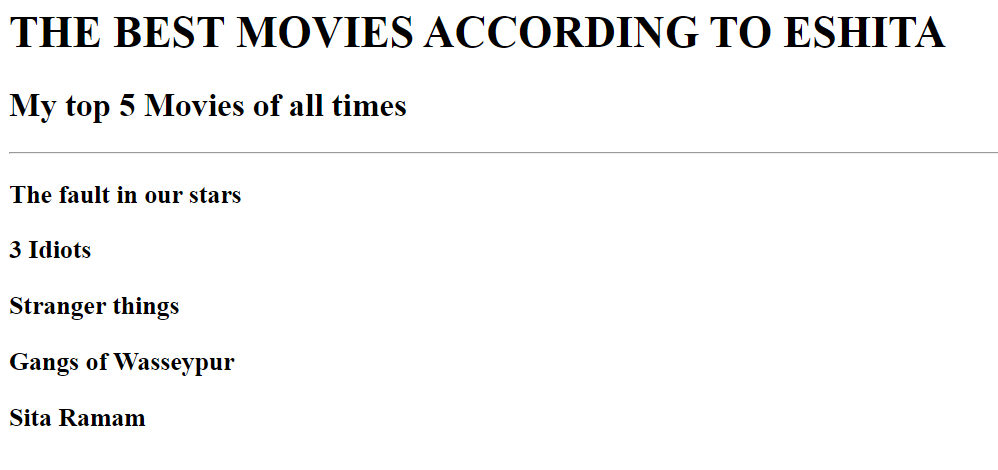 THE BEST MOVIES ACCORDING TO ESHITA
My top 5 Movies of all times
The fault in our stars
3 Idiots
Stranger things
Gangs of Wasseypur
Sita Ramam